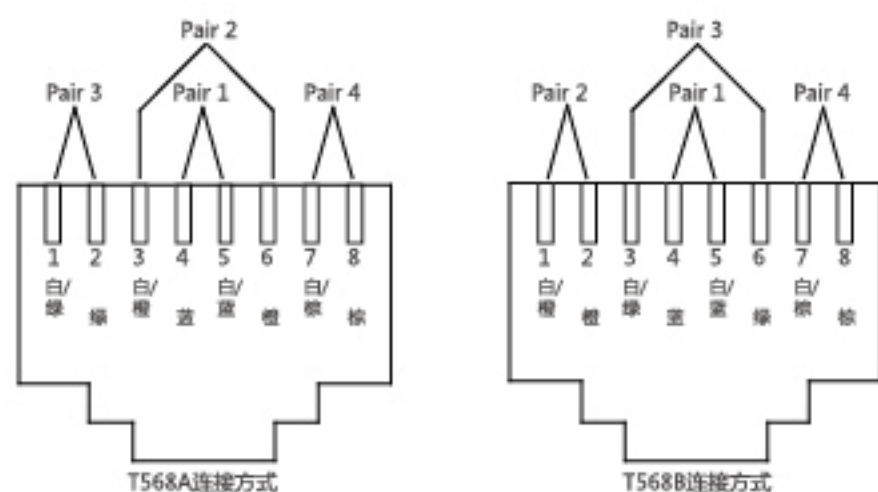 Pair 2
Pair 3 Pair 1 Pair 4
1 2 3 4 5 6 7 8
白/绿 绿 白/橙 蓝 白/蓝 橙 白/棕 棕
T568A连接方式
Pair 3
Pair 2 Pair 1 Pair 4
1 2 3 4 5 6 7 8
白/橙 橙 白/绿 蓝 白/蓝 绿 白/棕 棕
T568B连接方式